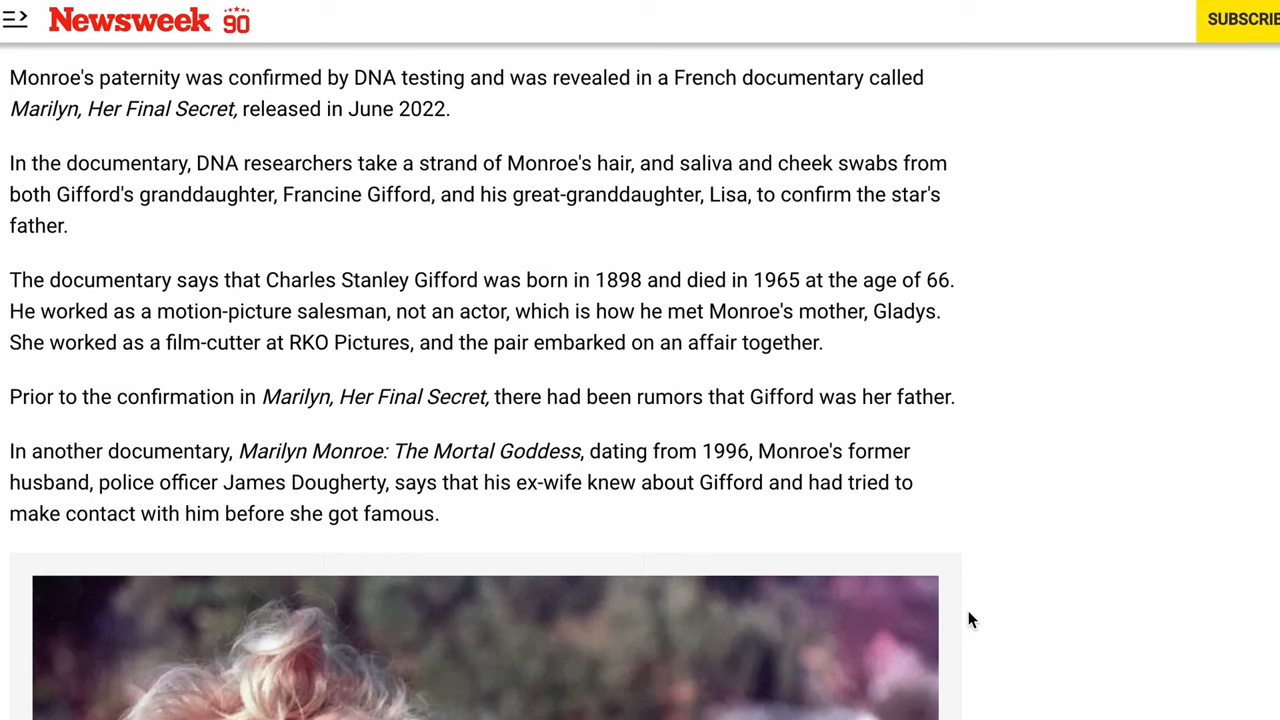 Newsweek 90
SUBSCRIB
Monroe's paternity was confirmed by DNA testing and was revealed in a French documentary called
Marilyn, Her Final Secret, released in June 2022.
In the documentary, DNA researchers take a strand of Monroe's hair, and saliva and cheek swabs from
both Gifford's granddaughter, Francine Gifford, and his great-granddaughter, Lisa, to confirm the star's
father.
The documentary says that Charles Stanley Gifford was born in 1898 and died in 1965 at the age of 66.
He worked as a motion-picture salesman, not an actor, which is how he met Monroe's mother, Gladys.
She worked as a film-cutter at RKO Pictures, and the pair embarked on an affair together.
Prior to the confirmation in Marilyn, Her Final Secret, there had been rumors that Gifford was her father.
In another documentary, Marilyn Monroe: The Mortal Goddess, dating from 1996, Monroe's former
husband, police officer James Dougherty, says that his ex-wife knew about Gifford and had tried to
make contact with him before she got famous.